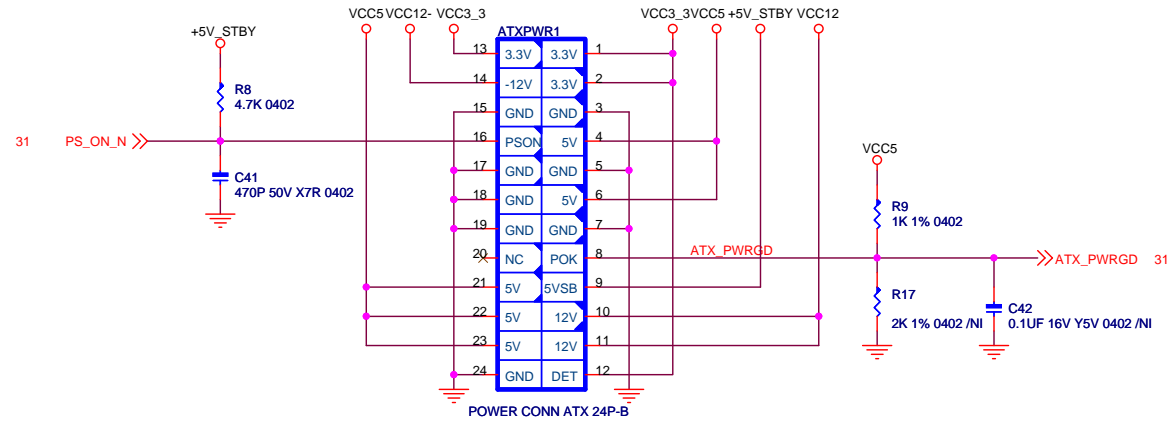 VCC5 VCC12- VCC3_3 VCC3_3 VCC5 +5V_STBY VCC12
+5V_STBY
ATXPWR1
13 3.3V 3.3V 1
R8
4.7K 0402
14 -12V 3.3V 2
15 GND GND 3
31 PS_ON_N 16 PSON 5V 4
VCC5
17 GND GND 5
C41
470P 50V X7R 0402
18 GND 5V 6
R9
1K 1% 0402
19 GND GND 7
20 NC POK 8 ATX_PWRGD ATX_PWRGD 31
21 5V 5VSB 9
R17
2K 1% 0402 /NI
C42
0.1UF 16V Y5V 0402 /NI
22 5V 12V 10
23 5V 12V 11
24 GND DET 12
POWER CONN ATX 24P-B